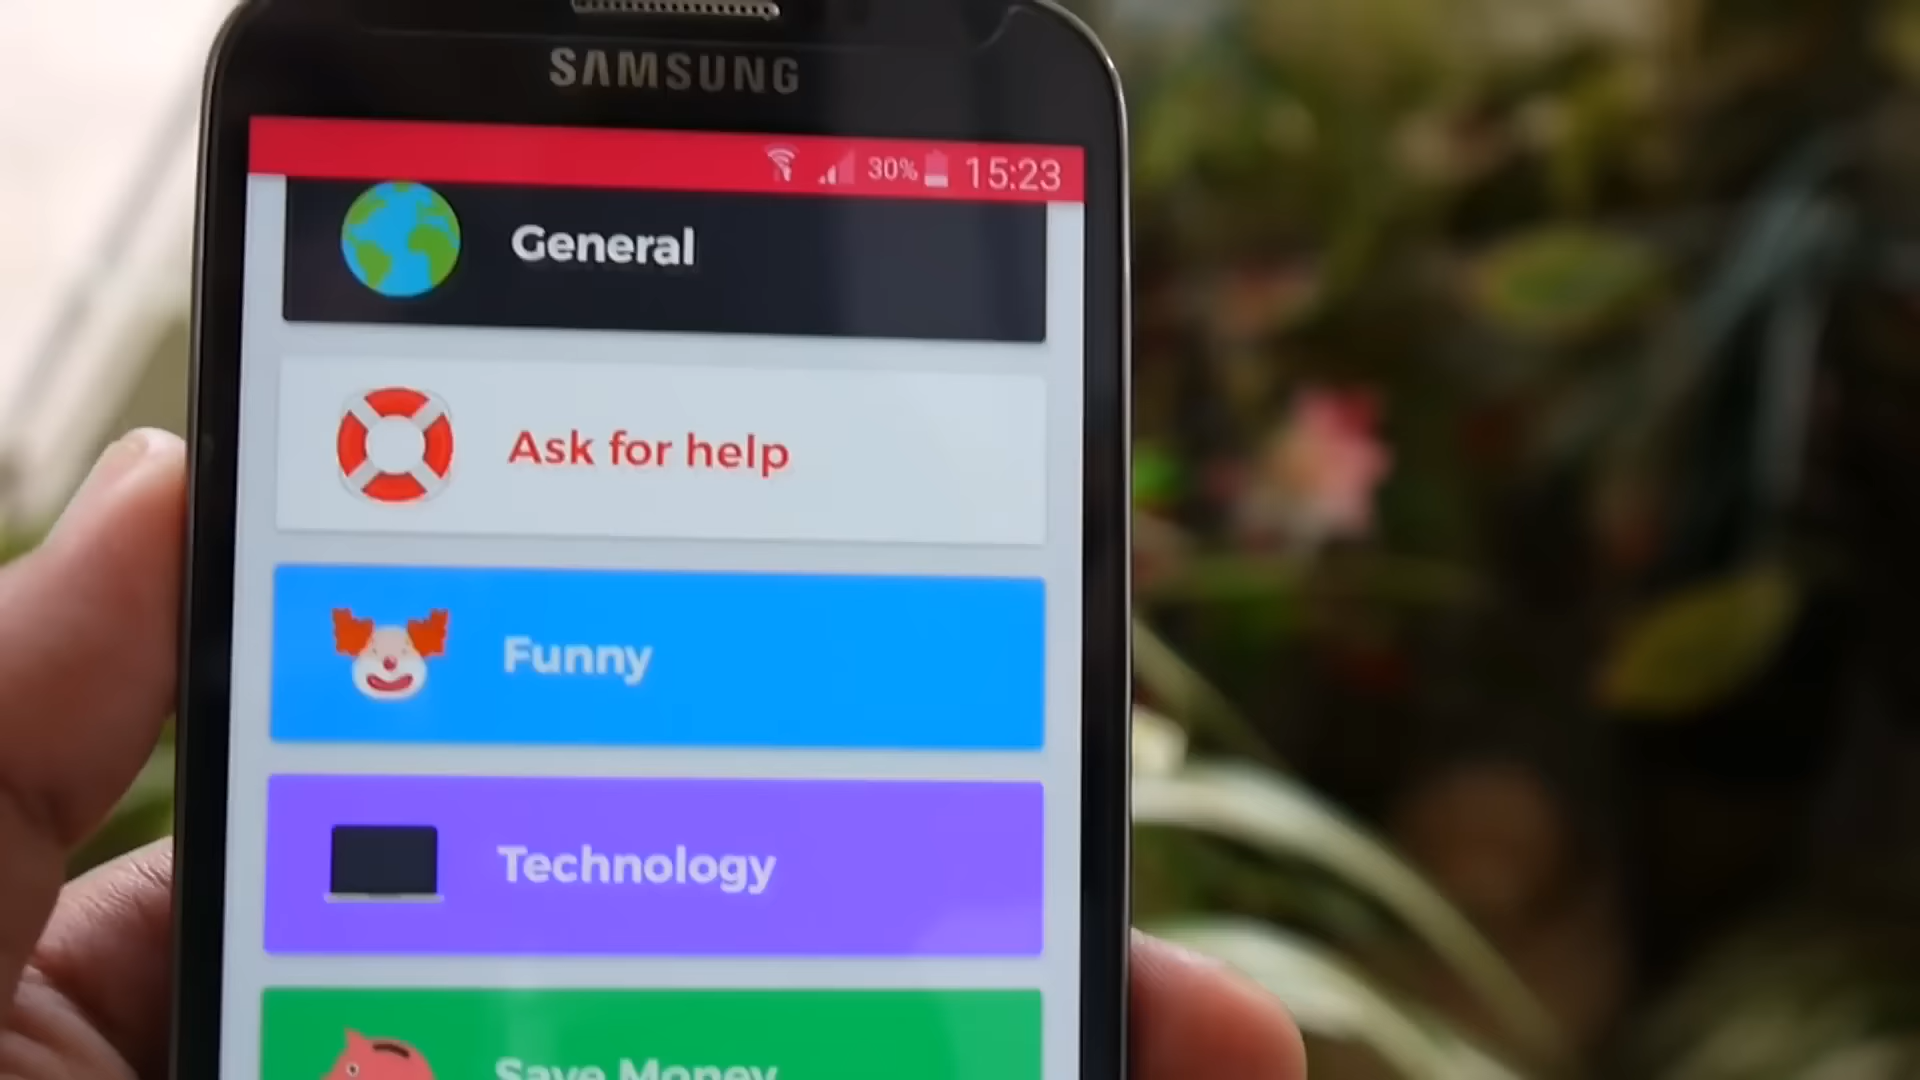 SAMSUNG
30% 15:23
General
Ask for help
Funny
Technology
Save Money